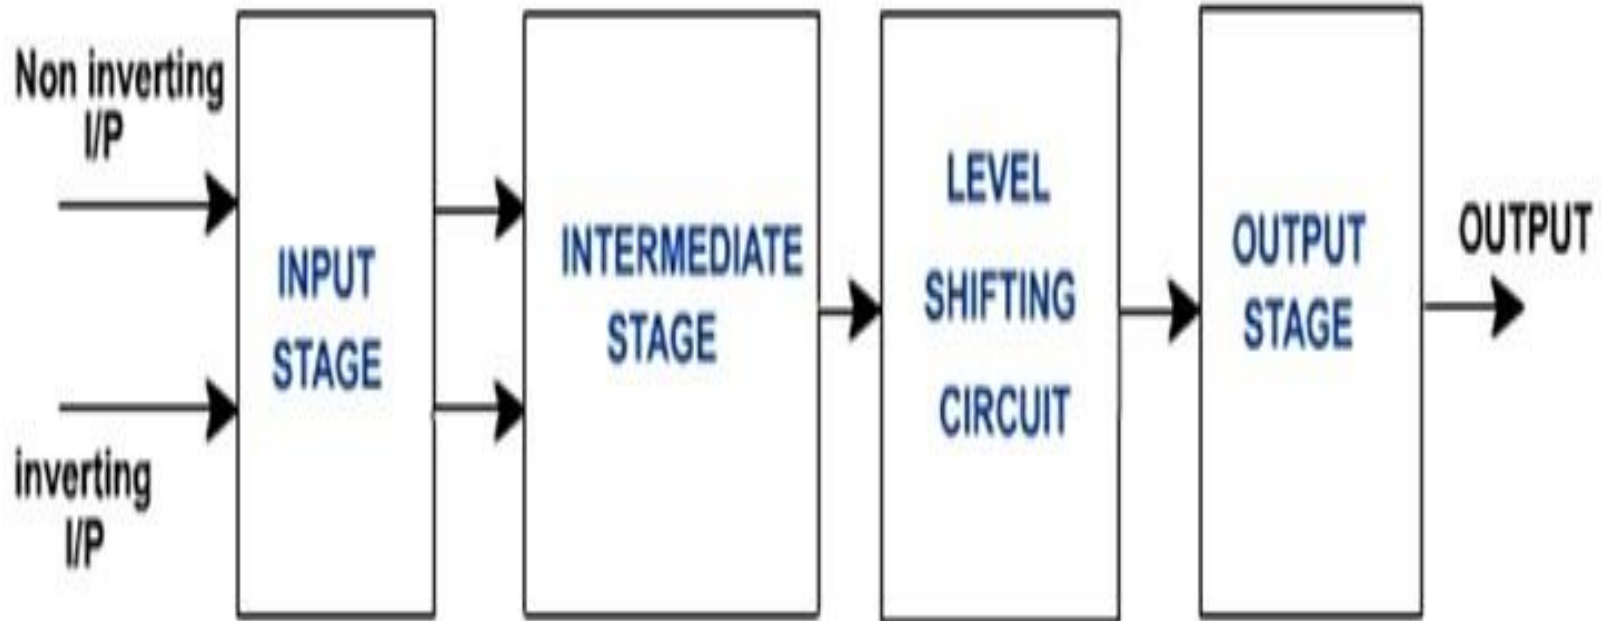 Non inverting
I/P
inverting
I/P
INPUT
STAGE
INTERMEDIATE
STAGE
LEVEL
SHIFTING
CIRCUIT
OUTPUT
STAGE
OUTPUT